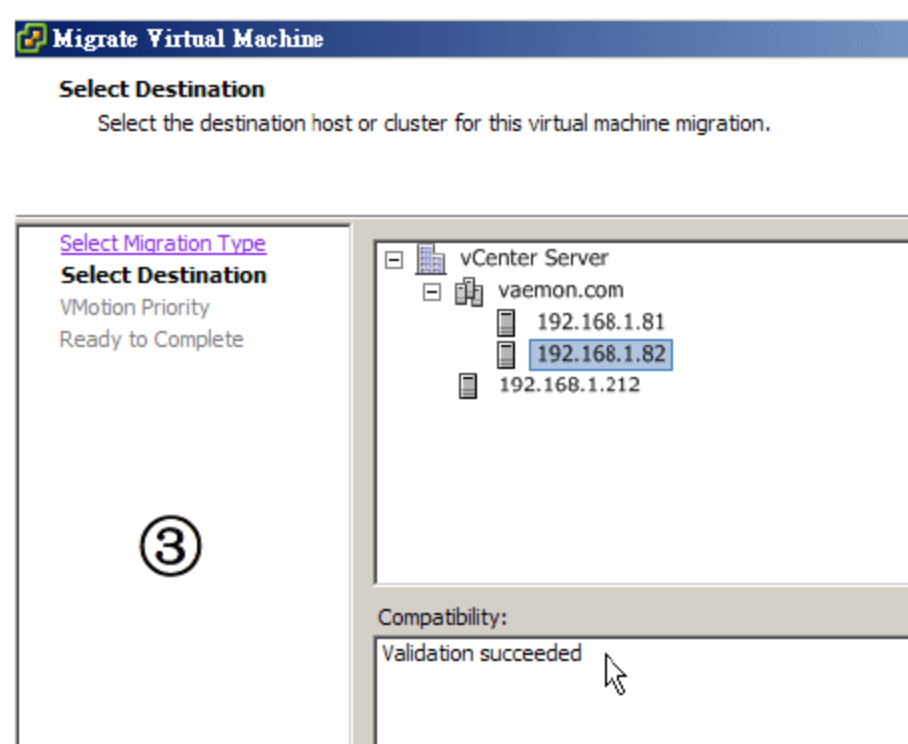 Migrate Virtual Machine
Select Destination
Select the destination host or cluster for this virtual machine migration.
Select Migration Type
Select Destination
VMotion Priority
Ready to Complete
③
vCenter Server
vaemon.com
192.168.1.81
192.168.1.82
192.168.1.212
Compatibility:
Validation succeeded